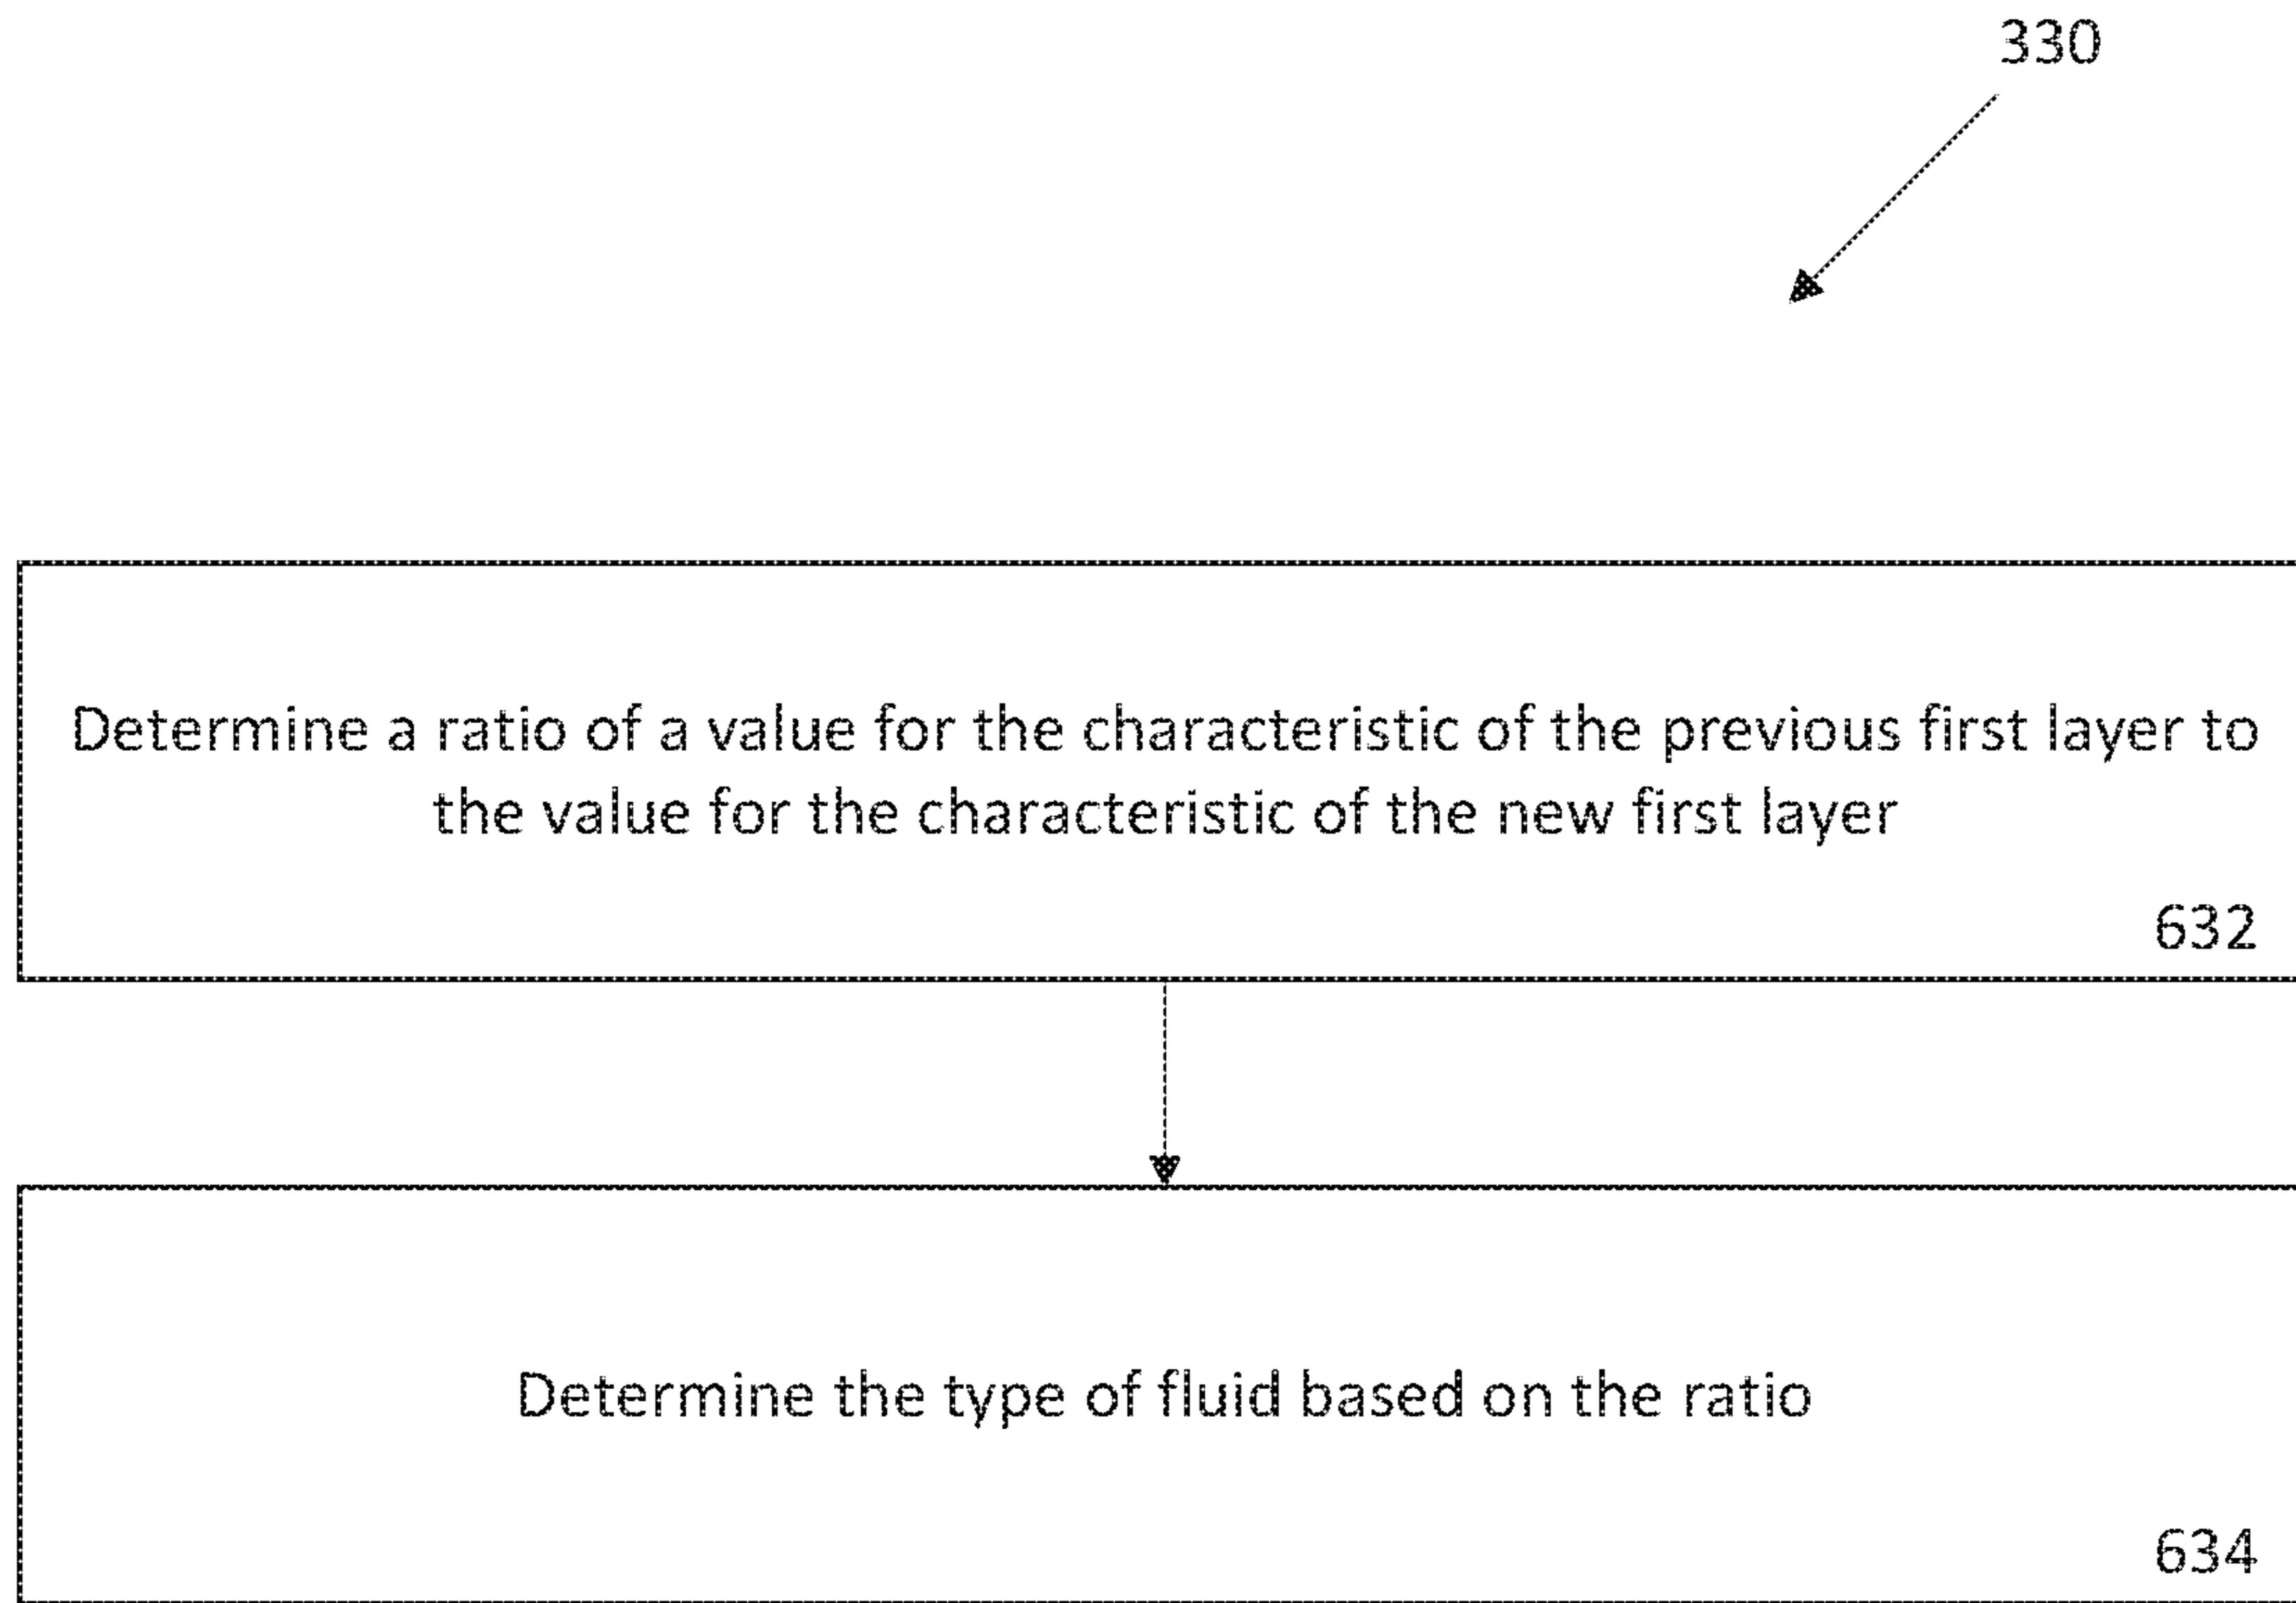 330
Determine a ratio of a value for the characteristic of the previous first layer to
the value for the characteristic of the new first layer
632
Determine the type of fluid based on the ratio
634